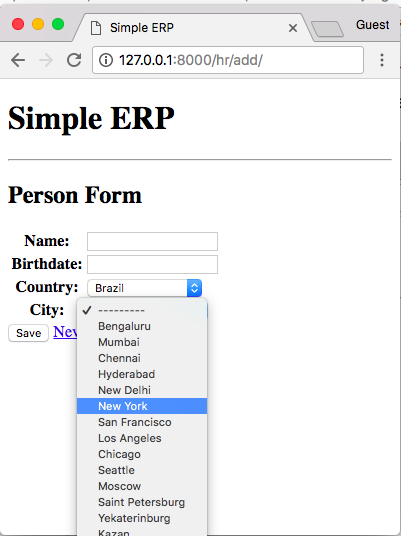 Simple ERP
Guest
127.0.0.1:8000/hr/add/
Simple ERP
Person Form
Name:
Birthdate:
Country: Brazil
City:
---------
Save
Bengaluru
Mumbai
Chennai
Hyderabad
New Delhi
New York
San Francisco
Los Angeles
Chicago
Seattle
Moscow
Saint Petersburg
Yekaterinburg
Kazan